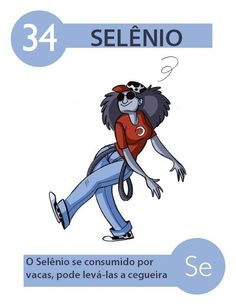 34
SELÊNIO
O Selênio se consumido por
vacas, pode levá-las a cegueira
Se